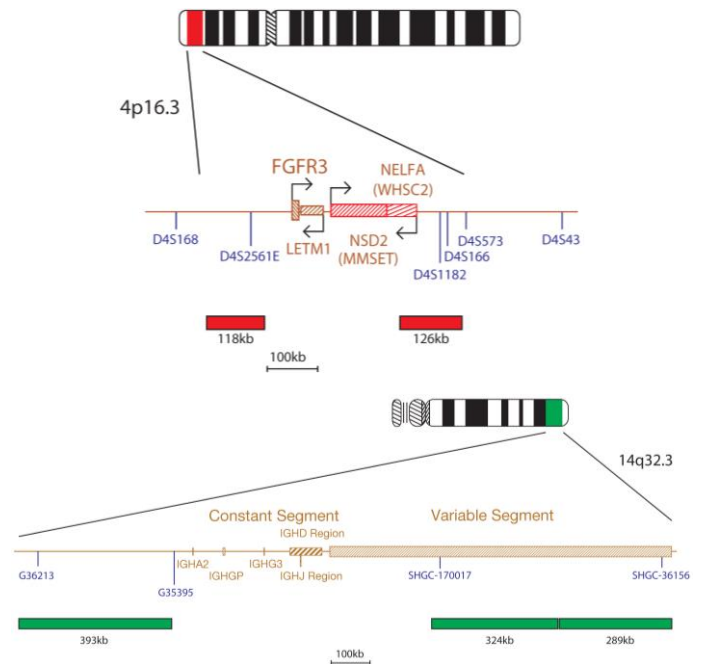 4p16.3
FGFR3
NELFA
(WHSC2)
D4S168
D4S2561E
LETM1
NSD2
(MMSET)
D4S1182
D4S166
D4S573
D4S43
118kb
126kb
100kb
14q32.3
Constant Segment
Variable Segment
IGHD Region
G36213
G35395
IGHA2
IGHGP
IGHG3
IGHJ Region
SHGC-170017
SHGC-36156
393kb
324kb
289kb
100kb